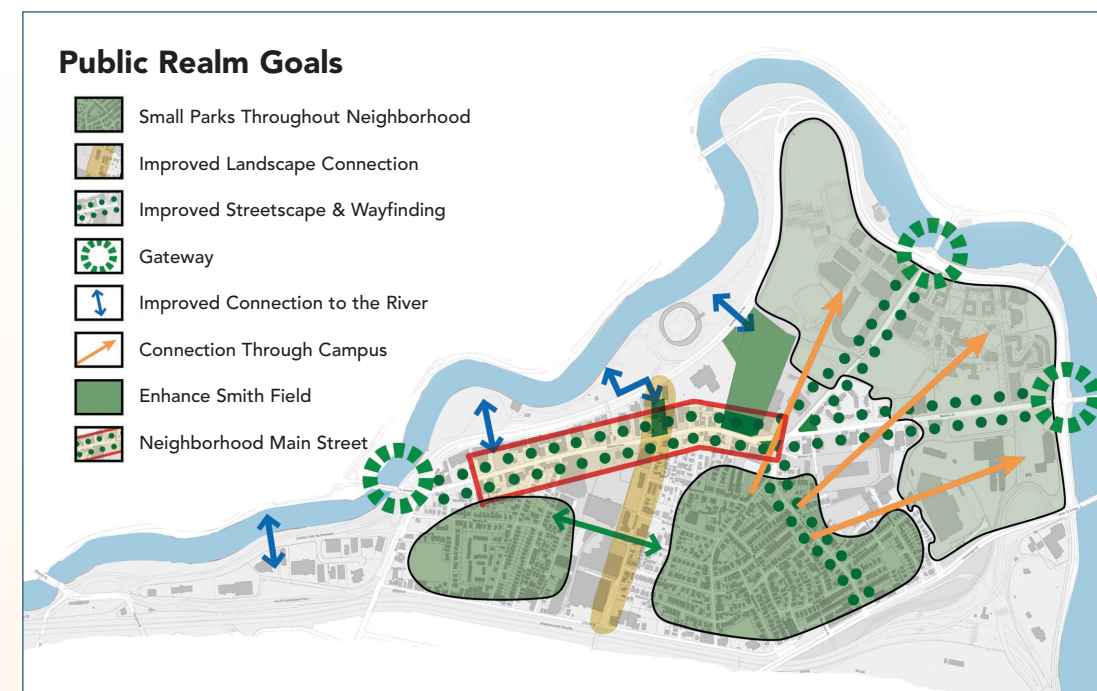 Public Realm Goals
Small Parks Throughout Neighborhood
Improved Landscape Connection
Improved Streetscape & Wayfinding
Gateway
Improved Connection to the River
Connection Through Campus
Enhance Smith Field
Neighborhood Main Street